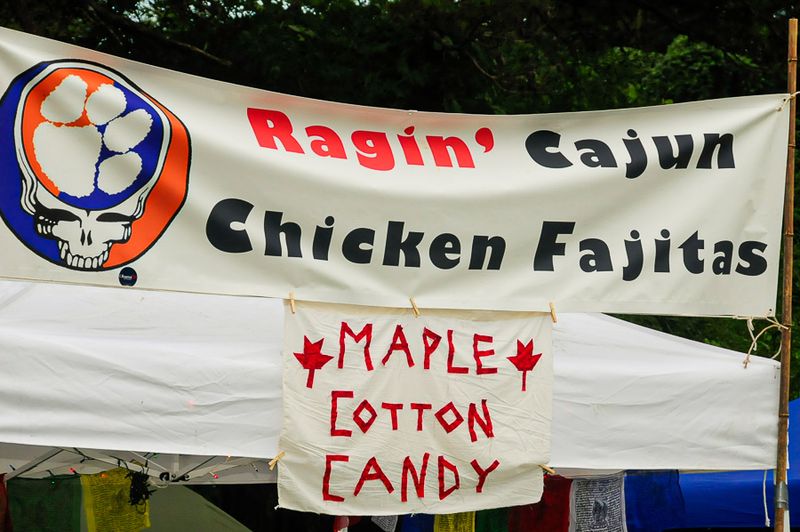 Ragin' Cajun
Chicken Fajitas
MAPLE
COTTON
CANDY